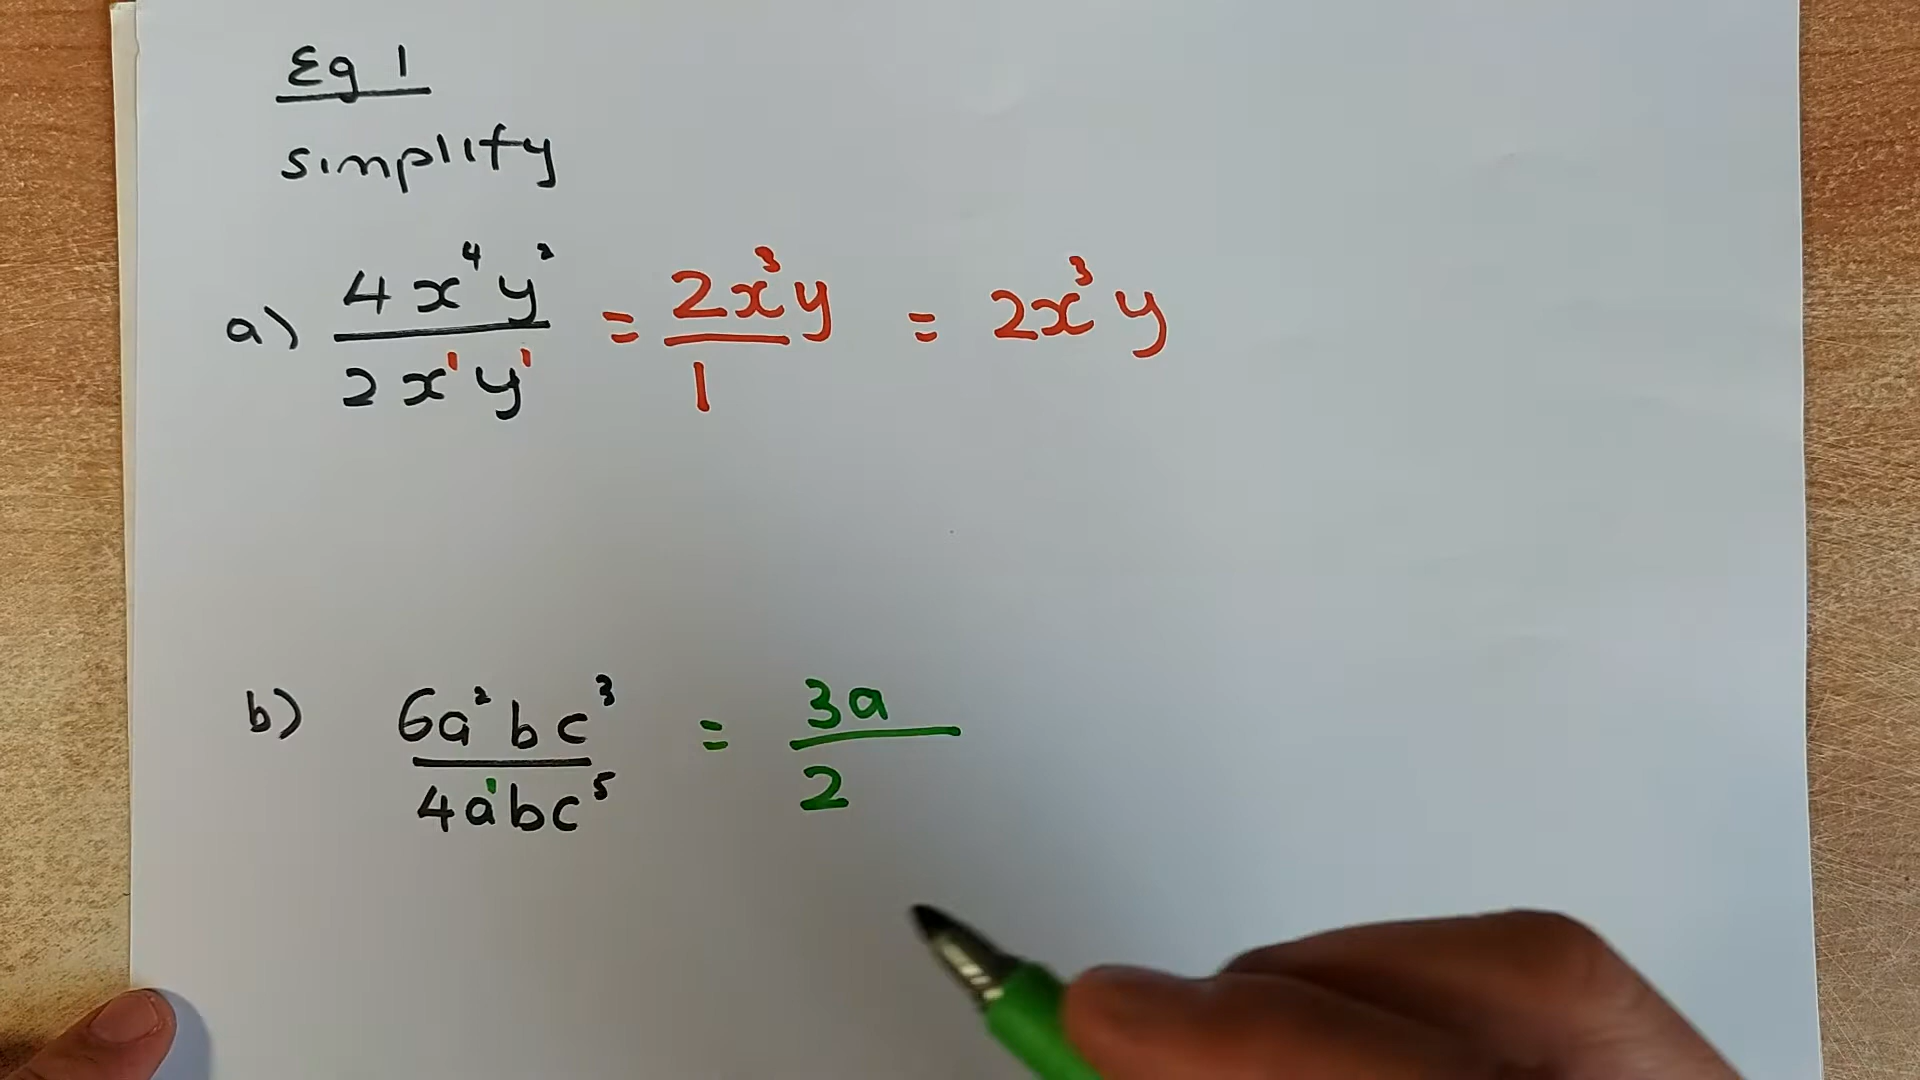 Eg 1
simplify
a) 4x⁴y² / 2x¹y¹ = 2x³y / 1 = 2x³y
b) 6a²bc³ / 4a¹bc⁵ = 3a / 2